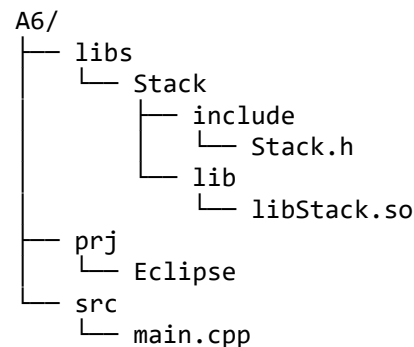 A6/
├── libs
│   └── Stack
│       ├── include
│       │   └── Stack.h
│       └── lib
│           └── libStack.so
├── prj
│   └── Eclipse
└── src
    └── main.cpp